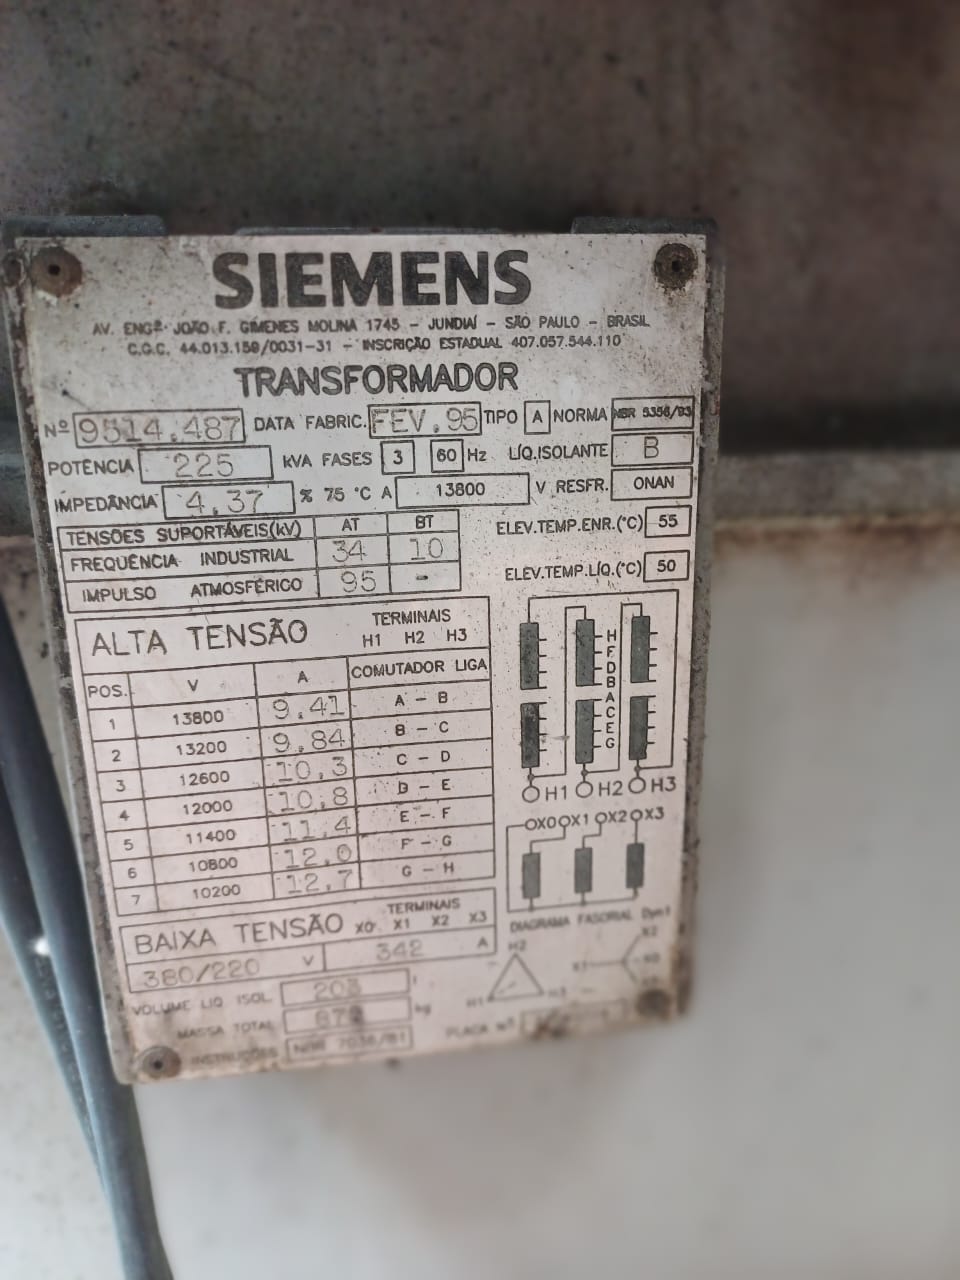 SIEMENS
AV. ENGº JOÃO F. GIMENES MOLINA 1745 - JUNDIAÍ - SÃO PAULO - BRASIL
C.G.C. 44.013.159/0031-31 - INSCRIÇÃO ESTADUAL 407.057.544.110
TRANSFORMADOR
Nº 9514.487 DATA FABRIC. FEV.95 TIPO A NORMA NBR 5356/93
POTÊNCIA 225 KVA FASES 3 60 Hz LÍQ.ISOLANTE B
IMPEDÂNCIA 4,37 % 75 °C A 13800 V RESFR. ONAN
TENSÕES SUPORTÁVEIS(kV) AT BT
FREQUÊNCIA INDUSTRIAL 34 10
IMPULSO ATMOSFÉRICO 95 -
ELEV.TEMP.ENR.(°C) 55
ELEV.TEMP.LÍQ.(°C) 50
ALTA TENSÃO TERMINAIS
H1 H2 H3
POS. V A COMUTADOR LIGA
1 13800 9.41 A - B
2 13200 9.84 B - C
3 12600 10,3 C - D
4 12000 10,8 D - E
5 11400 11,4 E - F
6 10800 12,0 F - G
7 10200 12,7 G - H
H
F
D
B
A
C
E
G
H1 H2 H3
X0 X1 X2 X3
BAIXA TENSÃO TERMINAIS
X0 X1 X2 X3
380/220 V 342 A
DIAGRAMA FASORIAL Dyn1
H2
H1 H3
X2
X1 X0
VOLUME LIQ ISOL. 203 l
MASSA TOTAL kg
INSTRUÇÕES NBR 7036/81
PLACA Nº